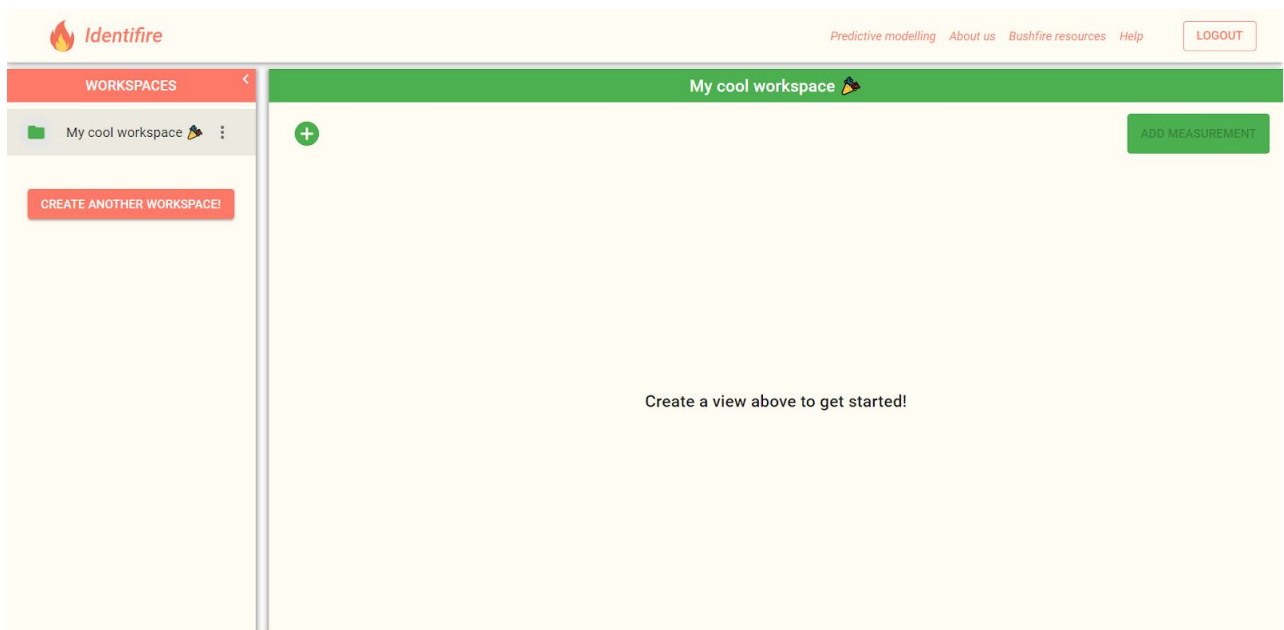 Identifire
Predictive modelling About us Bushfire resources Help LOGOUT
WORKSPACES
My cool workspace 🎉
My cool workspace 🎉
ADD MEASUREMENT
CREATE ANOTHER WORKSPACE!
Create a view above to get started!